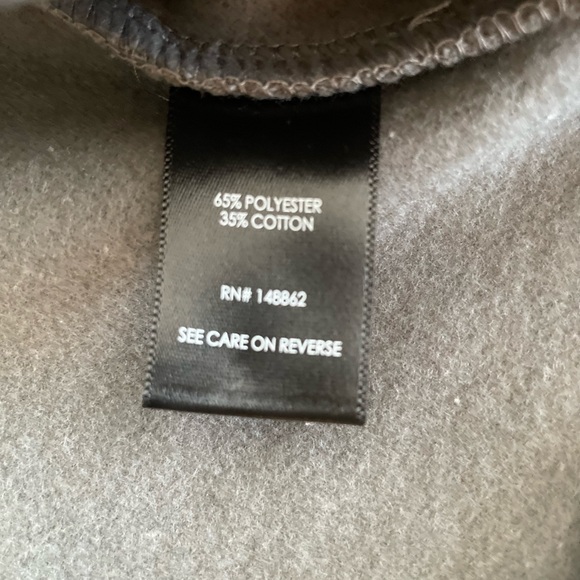 65% POLYESTER
35% COTTON
RN# 148862
SEE CARE ON REVERSE